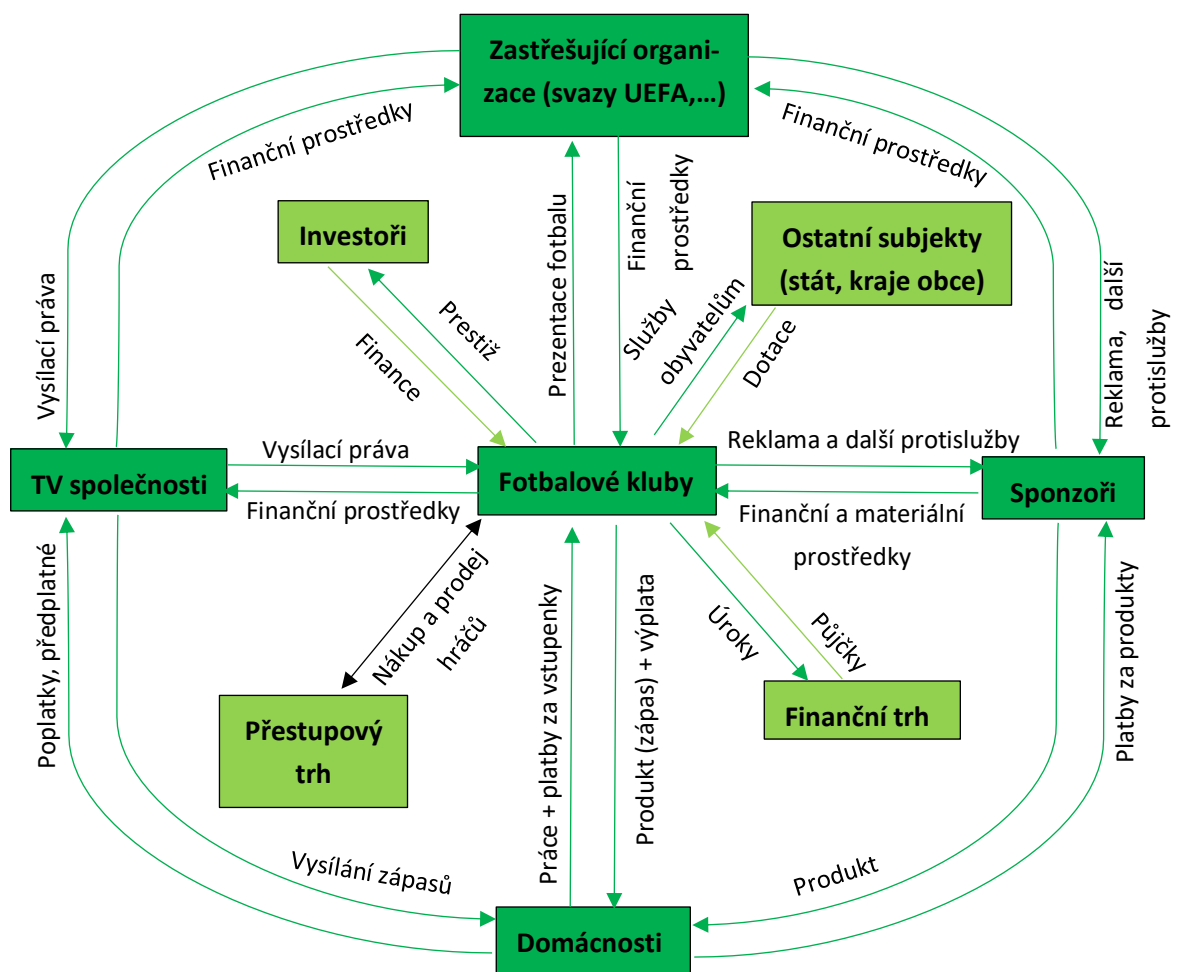 Zastřešující organi-
zace (svazy UEFA,...)
Finanční prostředky
Finanční prostředky
Vysílací práva
Investoři
Prestiž
Finance
Prezentace fotbalu
Finanční
prostředky
Ostatní subjekty
(stát, kraje obce)
Služby
obyvatelům
Dotace
Reklama, další
protislužby
TV společnosti
Vysílací práva
Finanční prostředky
Fotbalové kluby
Reklama a další protislužby
Finanční a materiální
prostředky
Sponzoři
Poplatky, předplatné
Nákup a prodej
hráčů
Přestupový
trh
Práce + platby za vstupenky
Produkt (zápas) + výplata
Úroky
Půjčky
Finanční trh
Platby za produkty
Vysílání zápasů
Produkt
Domácnosti